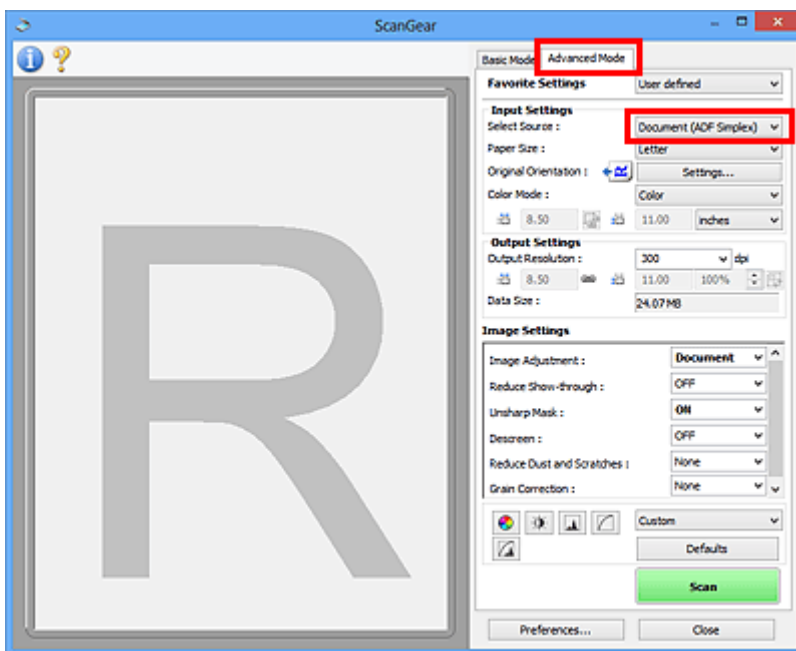 ScanGear
Basic Mode Advanced Mode
Favorite Settings User defined
Input Settings
Select Source : Document (ADF Simplex)
Paper Size : Letter
Original Orientation : Settings...
Color Mode : Color
8.50 11.00 inches
Output Settings
Output Resolution : 300 dpi
8.50 11.00 100%
Data Size : 24.07MB
Image Settings
Image Adjustment : Document
Reduce Show-through : OFF
Unsharp Mask : ON
Descreen : OFF
Reduce Dust and Scratches : None
Grain Correction : None
Custom
Defaults
Scan
Preferences... Close
R